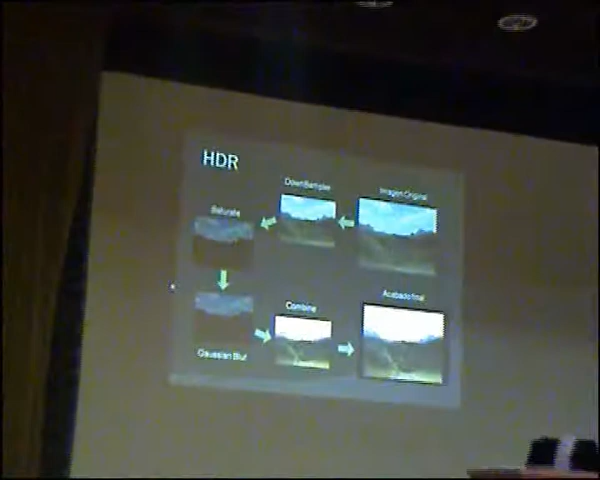 HDR
DownSampler
Imagen Original
Saturate
Combine
Acabado final
Gaussian Blur